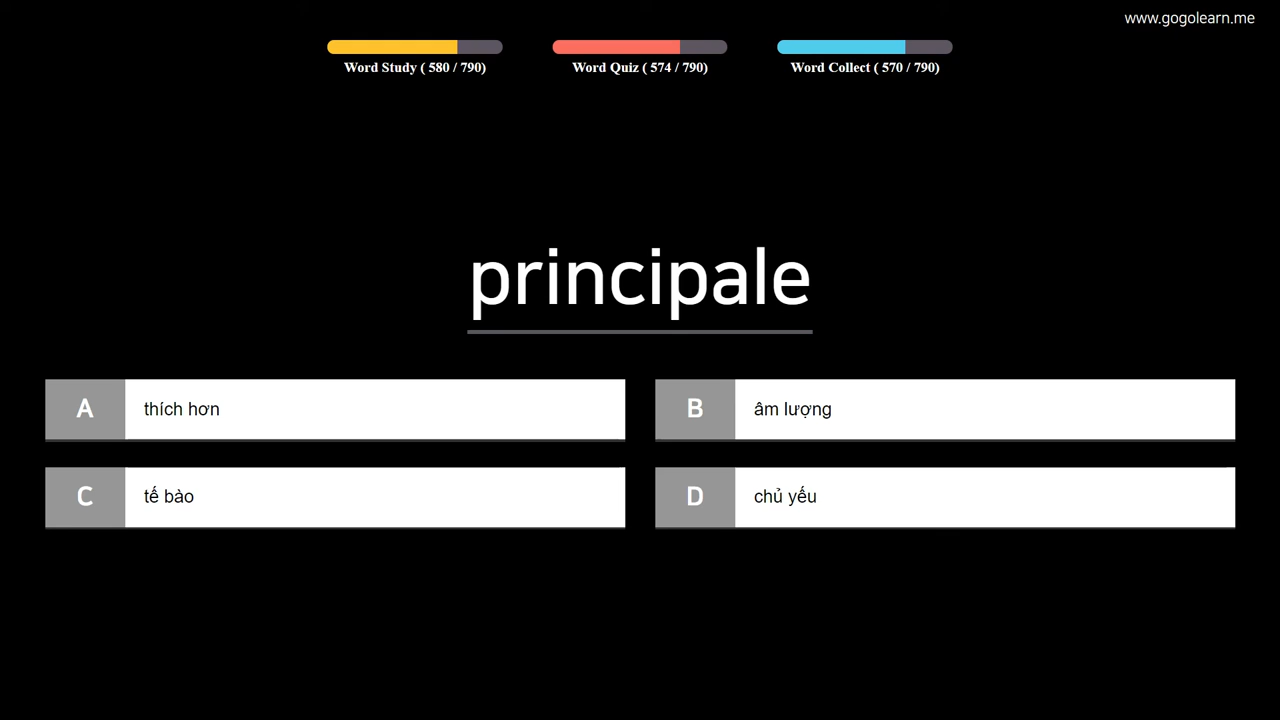 www.gogolearn.me
Word Study ( 580 / 790)
Word Quiz ( 574 / 790)
Word Collect ( 570 / 790)
principale
A thích hơn
B âm lượng
C tế bào
D chủ yếu